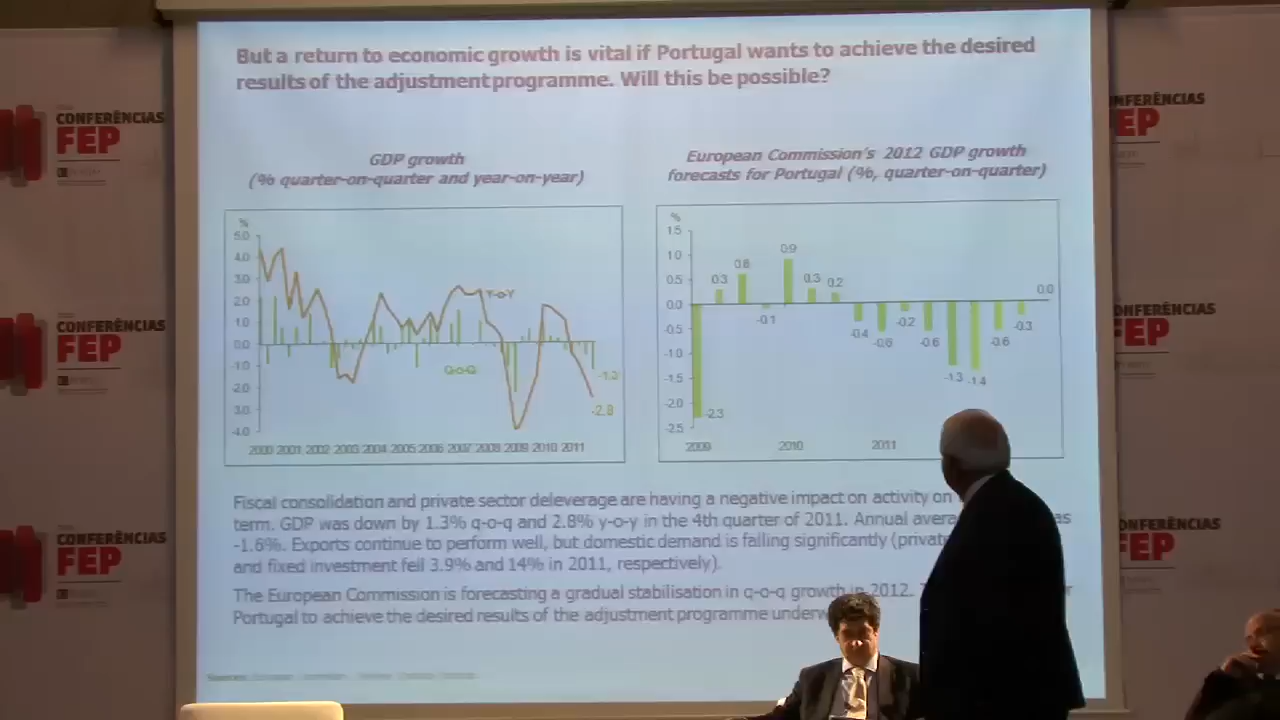 But a return to economic growth is vital if Portugal wants to achieve the desired
results of the adjustment programme. Will this be possible?
GDP growth
(% quarter-on-quarter and year-on-year)
%
5.0
4.0
3.0
2.0
1.0
0.0
-1.0
-2.0
3.0
-4.0
Y-o-Y
Q-o-Q
-1.3
-2.8
2000 2001 2002 2003 2004 2005 2006 2007 2008 2009 2010 2011
European Commission's 2012 GDP growth
forecasts for Portugal (%, quarter-on-quarter)
%
1.5
1.0
0.5
0.0
-0.5
-1.0
-1.5
-2.0
-2.5
-2.3
0.3
0.6
-0.1
0.9
0.3
0.2
-0.4
-0.6
-0.2
-0.6
-1.3
-1.4
-0.6
-0.3
0.0
2009 2010 2011
Fiscal consolidation and private sector deleverage are having a negative impact on activity on
term. GDP was down by 1.3% q-o-q and 2.8% y-o-y in the 4th quarter of 2011. Annual as
-1.6%. Exports continue to perform well, but domestic demand is falling significantly
and fixed investment fell 3.9% and 14% in 2011, respectively).
The European Commission is forecasting a gradual stabilisation in q-o-q growth in 2012.
Portugal to achieve the desired results of the adjustment programme
CONFERÊNCIAS
FEP
CONFERÊNCIAS
FEP
CONFERÊNCIAS
FEP
NFERÊNCIAS
EP
ONFERÊNCIAS
FEP
ONFERÊNCIAS
FEP